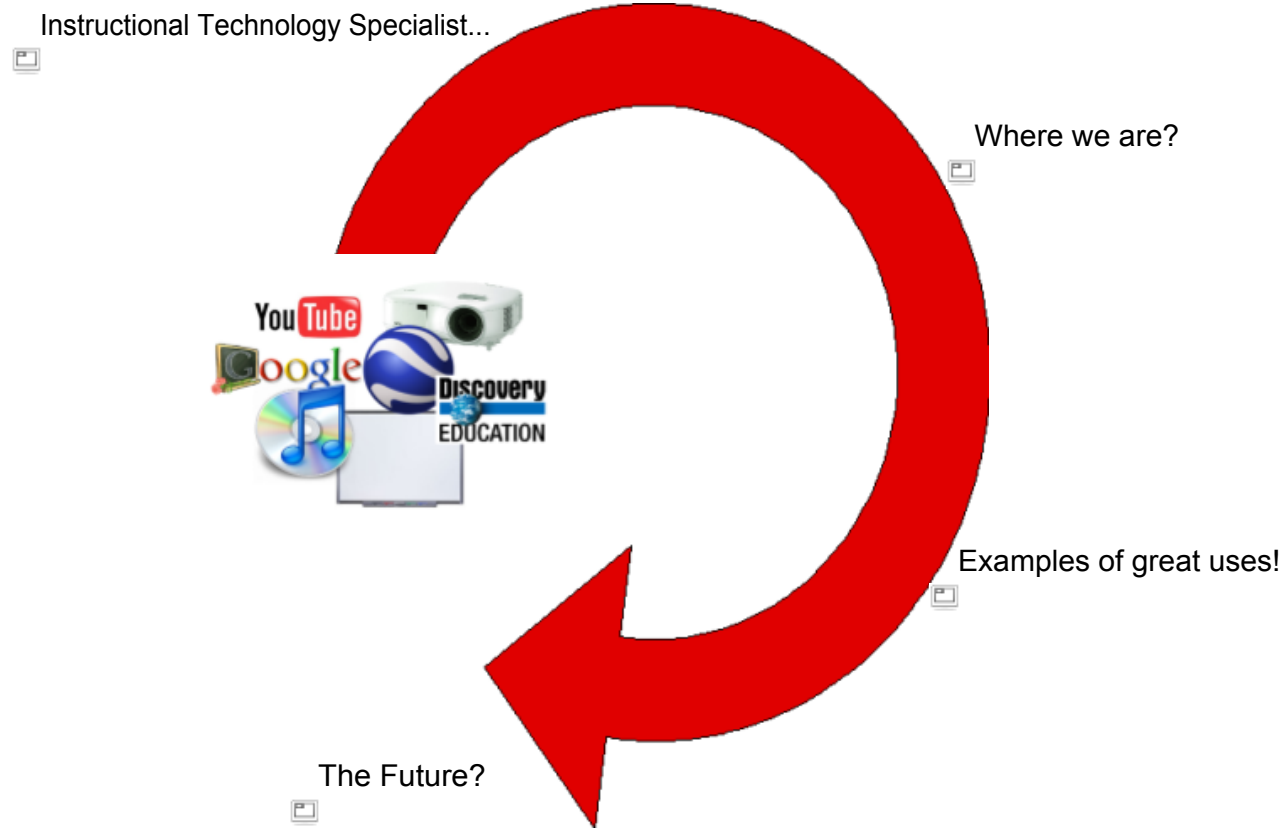 Instructional Technology Specialist...
Where we are?
YouTube
Google
Discovery
EDUCATION
Examples of great uses!
The Future?